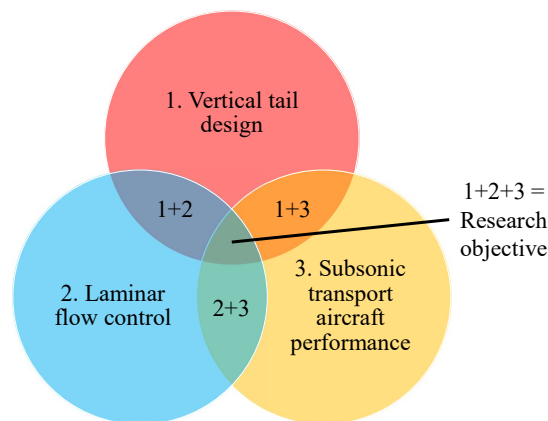 1. Vertical tail
design
1+2
1+3
1+2+3 =
Research
objective
2. Laminar
flow control
2+3
3. Subsonic
transport
aircraft
performance